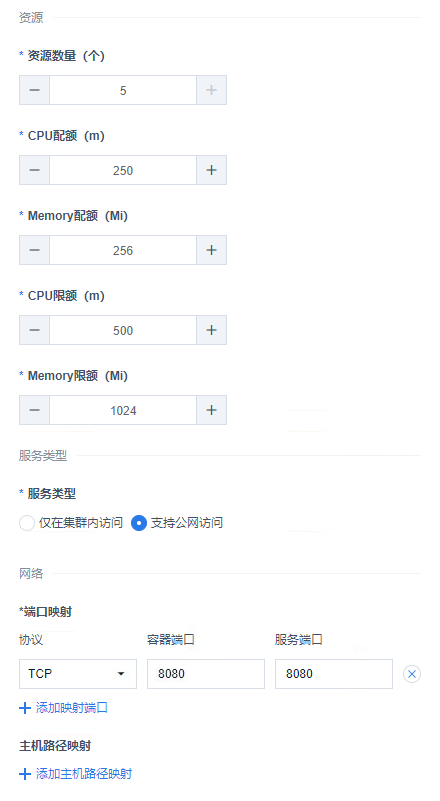 资源
* 资源数量（个）
5
* CPU配额（m）
250
* Memory配额（Mi）
256
* CPU限额（m）
500
* Memory限额（Mi）
1024
服务类型
* 服务类型
仅在集群内访问 支持公网访问
网络
*端口映射
协议 容器端口 服务端口
TCP 8080 8080
添加映射端口
主机路径映射
添加主机路径映射